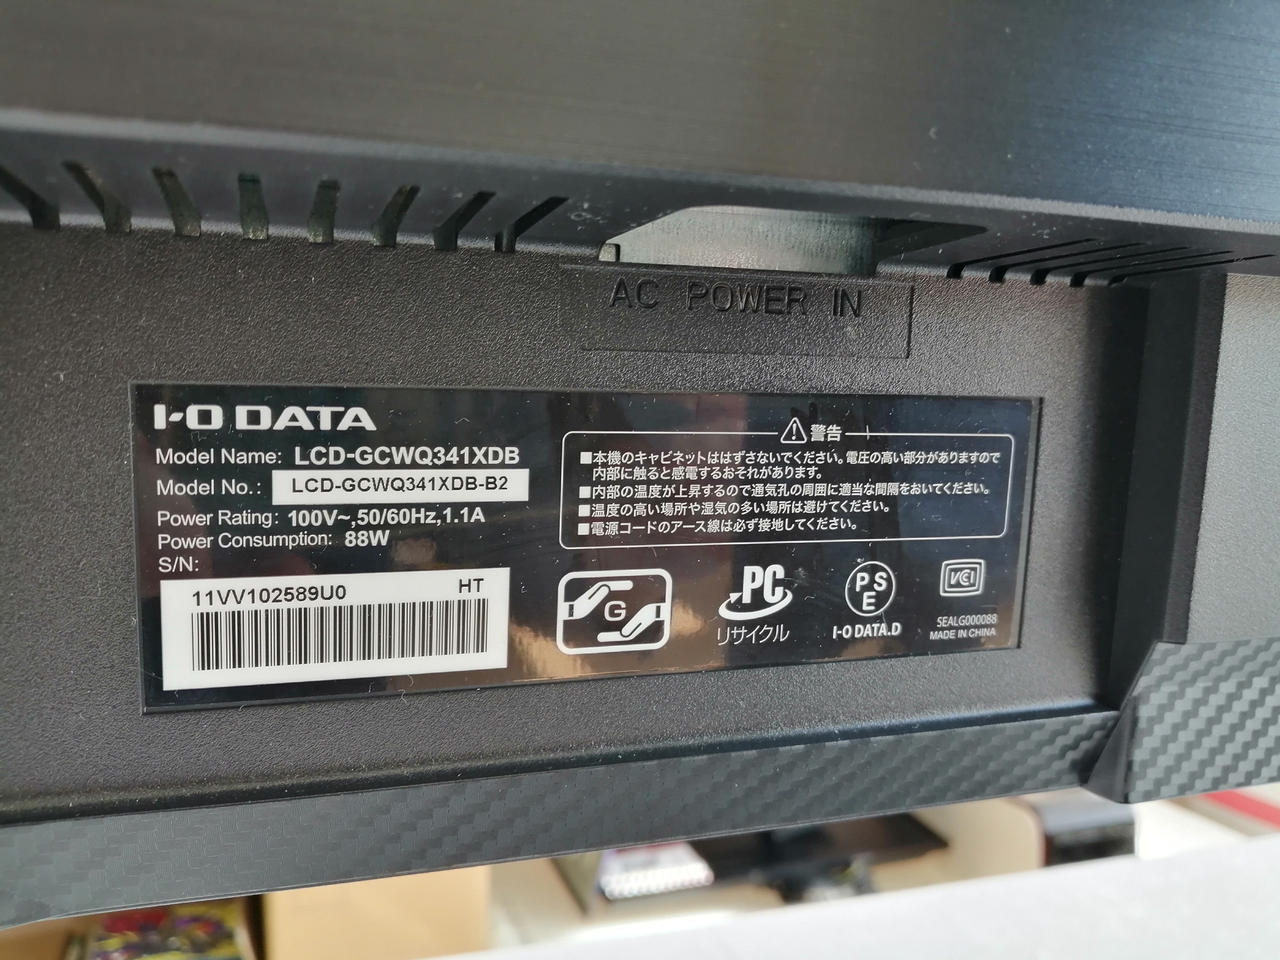 AC POWER IN
I-O DATA
Model Name: LCD-GCWQ341XDB
Model No.: LCD-GCWQ341XDB-B2
Power Rating: 100V~,50/60Hz,1.1A
Power Consumption: 88W
S/N:
11VV102589U0 HT
警告
■本機のキャビネットははずさないでください。電圧の高い部分がありますので
内部に触ると感電するおそれがあります。
■内部の温度が上昇するので通気孔の周囲に適当な間隔をおいてください。
■温度の高い場所や湿気の多い場所は避けてください。
■電源コードのアース線は必ず接地してください。
G
PC
リサイクル
PSE
I-O DATA.D
VCCI
SEALG000088
MADE IN CHINA